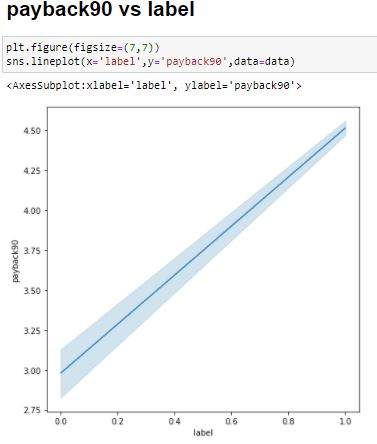 payback90 vs label
plt.figure(figsize=(7,7))
sns.lineplot(x='label',y='payback90',data=data)
<AxesSubplot:xlabel='label', ylabel='payback90'>
4.50
4.25
4.00
3.75
3.50
3.25
3.00
2.75
payback90
0.0 0.2 0.4 0.6 0.8 1.0
label